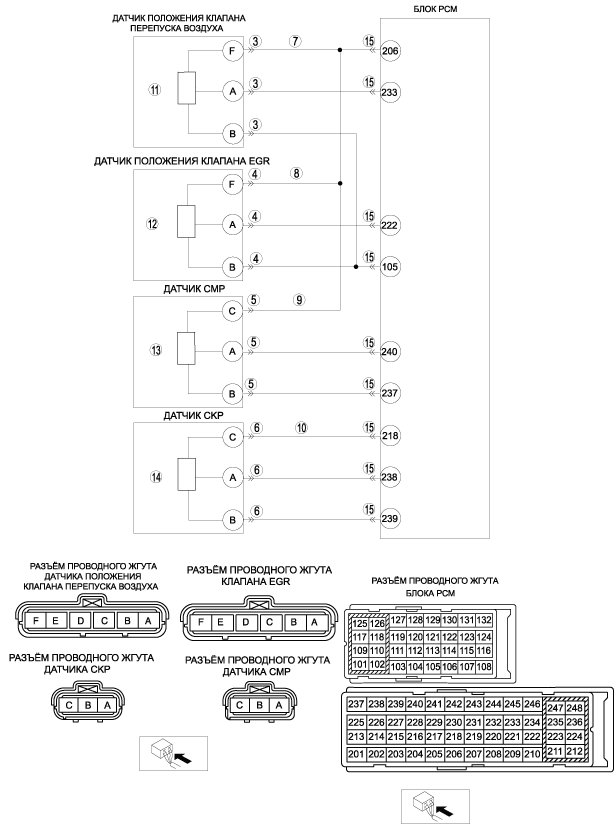 БЛОК PCM
ДАТЧИК ПОЛОЖЕНИЯ КЛАПАНА
ПЕРЕПУСКА ВОЗДУХА
F 3 7 15 206
11 A 3 15 233
B 3
ДАТЧИК ПОЛОЖЕНИЯ КЛАПАНА EGR
F 4 8
12 A 4 15 222
B 4 15 105
ДАТЧИК CMP
C 5 9
13 A 5 15 240
B 5 15 237
ДАТЧИК CKP
C 6 10 15 218
14 A 6 15 238
B 6 15 239
РАЗЪЁМ ПРОВОДНОГО ЖГУТА
ДАТЧИКА ПОЛОЖЕНИЯ
КЛАПАНА ПЕРЕПУСКА ВОЗДУХА
F E D C B A
РАЗЪЁМ ПРОВОДНОГО ЖГУТА
КЛАПАНА EGR
F E D C B A
РАЗЪЁМ ПРОВОДНОГО ЖГУТА
БЛОКА PCM
125 126 127 128 129 130 131 132
117 118 119 120 121 122 123 124
109 110 111 112 113 114 115 116
101 102 103 104 105 106 107 108
РАЗЪЁМ ПРОВОДНОГО ЖГУТА
ДАТЧИКА CKP
C B A
РАЗЪЁМ ПРОВОДНОГО ЖГУТА
ДАТЧИКА CMP
C B A
237 238 239 240 241 242 243 244 245 246 247 248
225 226 227 228 229 230 231 232 233 234 235 236
213 214 215 216 217 218 219 220 221 222 223 224
201 202 203 204 205 206 207 208 209 210 211 212